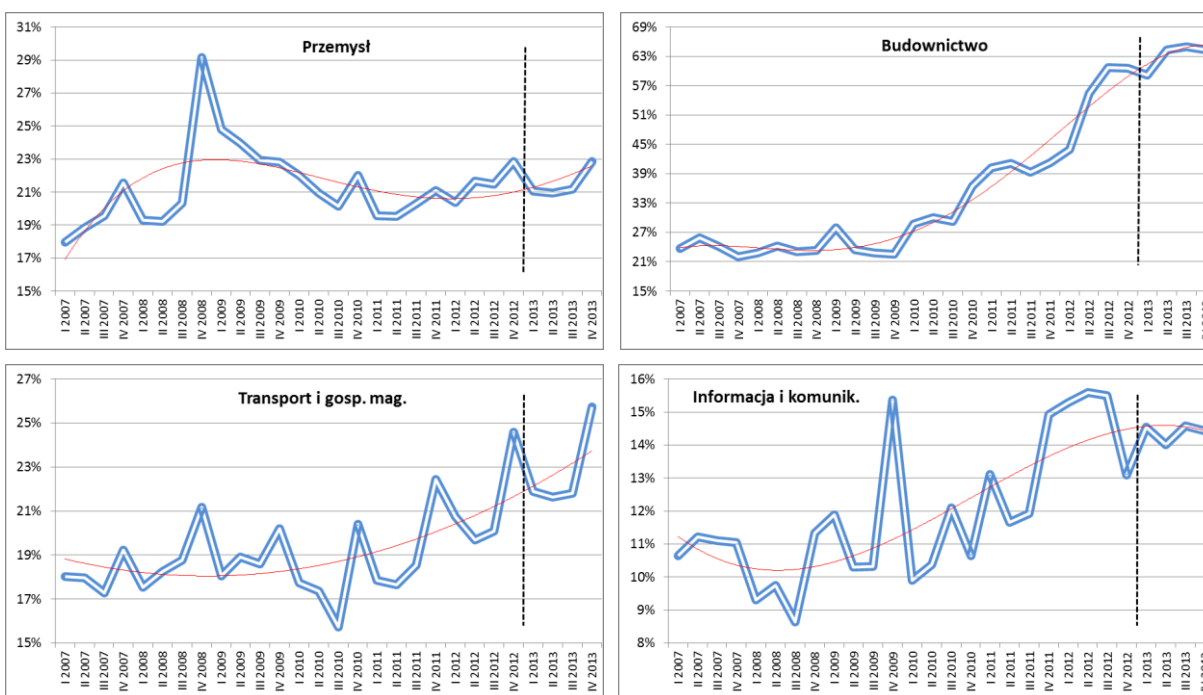 Przemysł
31%
29%
27%
25%
23%
21%
19%
17%
15%
I 2007
II 2007
III 2007
IV 2007
I 2008
II 2008
III 2008
IV 2008
I 2009
II 2009
III 2009
IV 2009
I 2010
II 2010
III 2010
IV 2010
I 2011
II 2011
III 2011
IV 2011
I 2012
II 2012
III 2012
IV 2012
I 2013
II 2013
III 2013
IV 2013
Budownictwo
69%
63%
57%
51%
45%
39%
33%
27%
21%
15%
I 2007
II 2007
III 2007
IV 2007
I 2008
II 2008
III 2008
IV 2008
I 2009
II 2009
III 2009
IV 2009
I 2010
II 2010
III 2010
IV 2010
I 2011
II 2011
III 2011
IV 2011
I 2012
II 2012
III 2012
IV 2012
I 2013
II 2013
III 2013
Transport i gosp. mag.
27%
25%
23%
21%
19%
17%
15%
I 2007
II 2007
III 2007
IV 2007
I 2008
II 2008
III 2008
IV 2008
I 2009
II 2009
III 2009
IV 2009
I 2010
II 2010
III 2010
IV 2010
I 2011
II 2011
III 2011
IV 2011
I 2012
II 2012
III 2012
IV 2012
I 2013
II 2013
III 2013
IV 2013
Informacja i komunik.
16%
15%
14%
13%
12%
11%
10%
9%
8%
I 2007
II 2007
III 2007
IV 2007
I 2008
II 2008
III 2008
IV 2008
I 2009
II 2009
III 2009
IV 2009
I 2010
II 2010
III 2010
IV 2010
I 2011
II 2011
III 2011
IV 2011
I 2012
II 2012
III 2012
IV 2012
I 2013
II 2013
III 2013